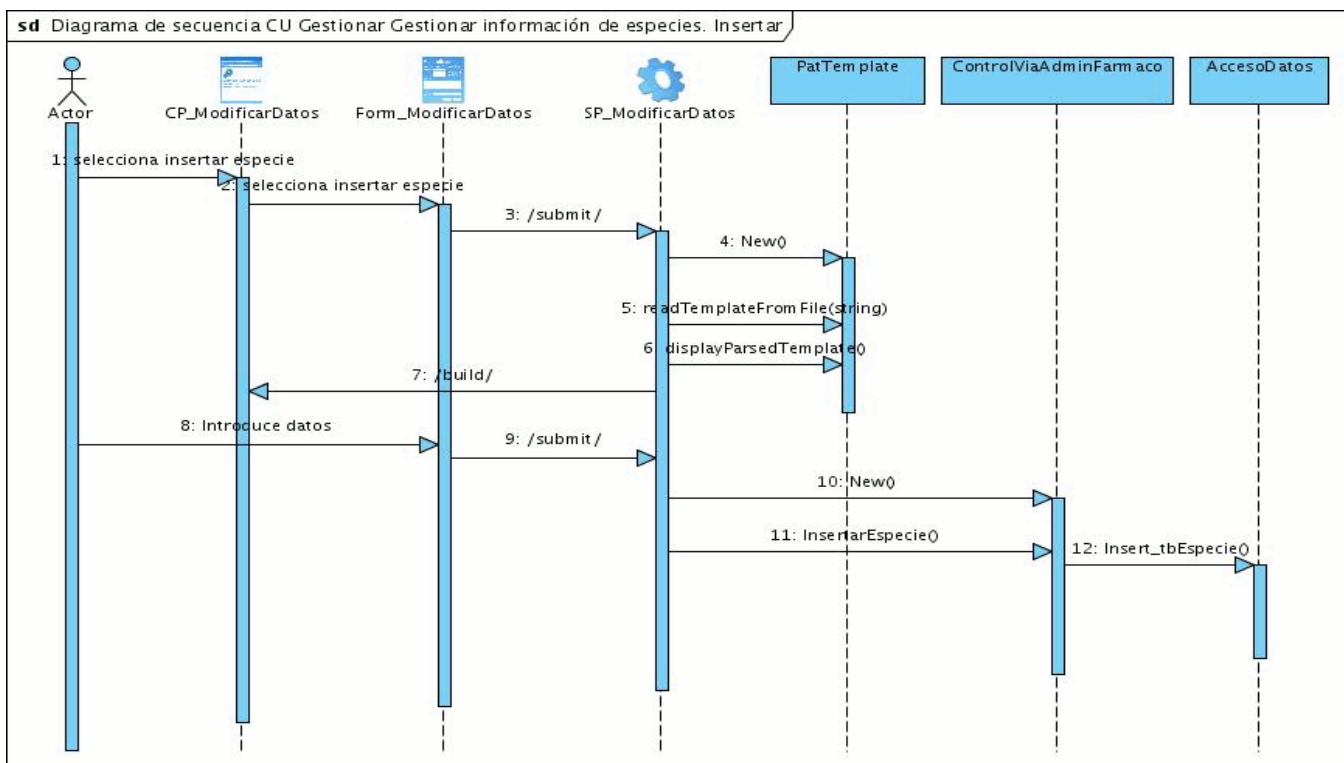 sd Diagrama de secuencia CU Gestionar Gestionar información de especies. Insertar
PatTemplate
ControlViaAdminFarmaco
AccesoDatos
Actor
CP_ModificarDatos
Form_ModificarDatos
SP_ModificarDatos
1: selecciona insertar especie
2: selecciona insertar especie
3: /submit/
4: New()
5: readTemplateFromFile(string)
6: displayParsedTemplate()
7: /build/
8: Introduce datos
9: /submit/
10: New()
11: InsertarEspecie()
12: Insert_tbEspecie()